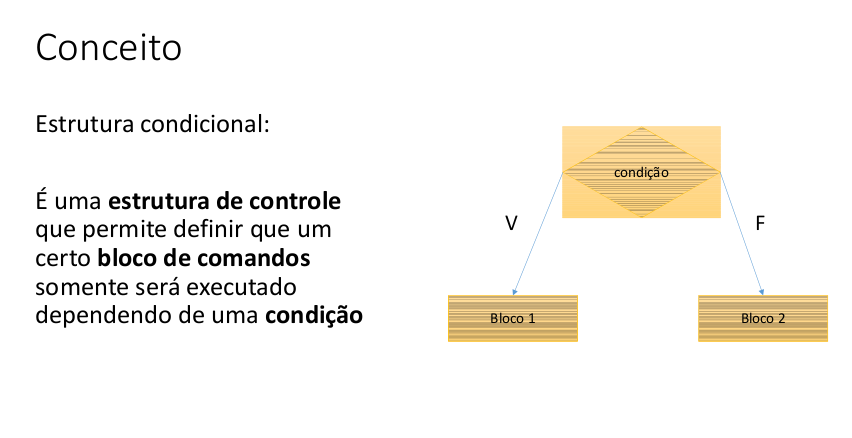 Conceito
Estrutura condicional:
É uma estrutura de controle
que permite definir que um
certo bloco de comandos
somente será executado
dependendo de uma condição
condição
V
F
Bloco 1
Bloco 2